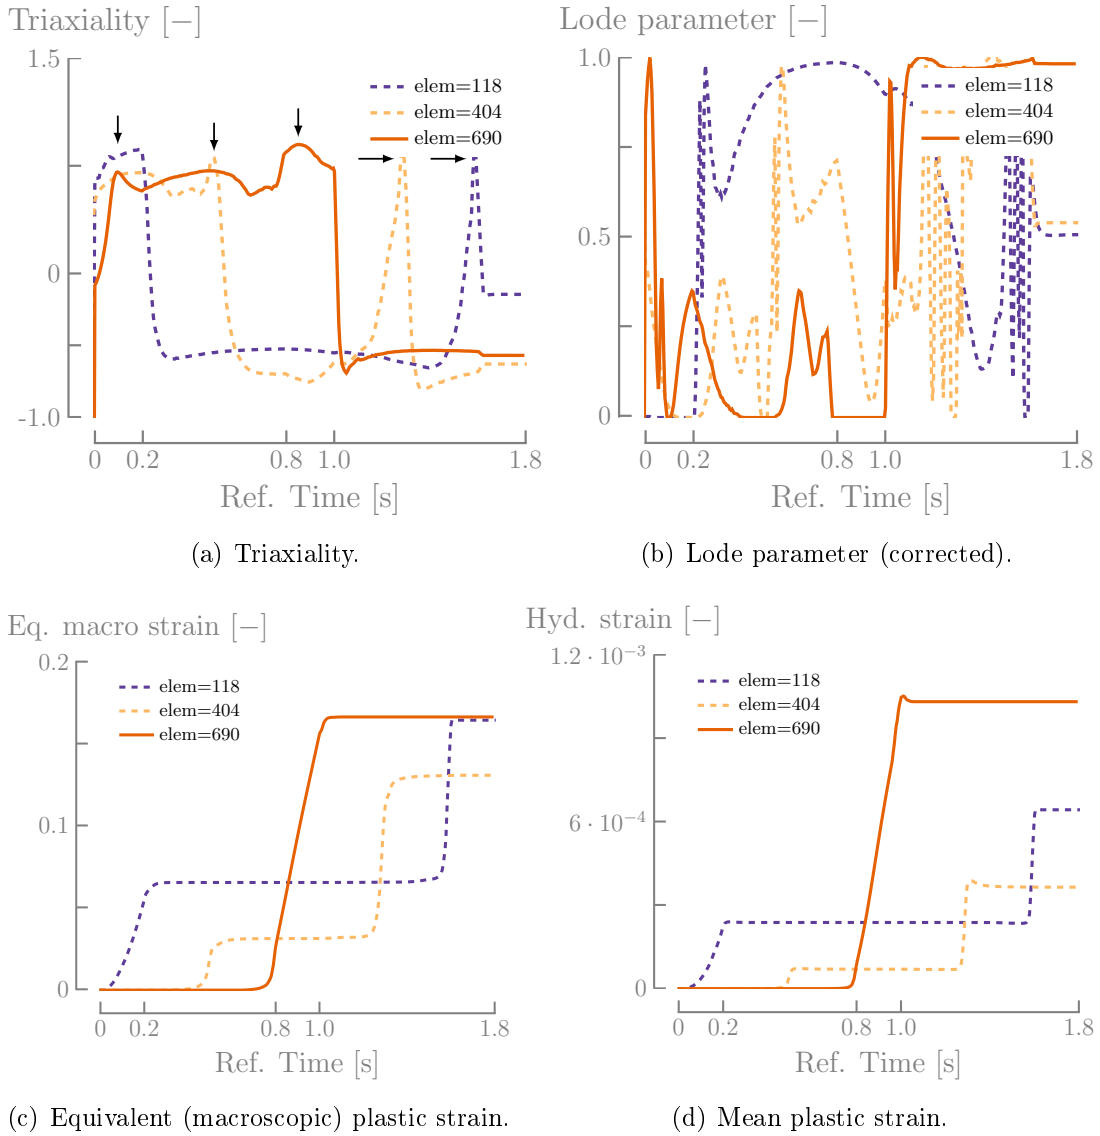 Triaxiality [−]
1.5
0
-1.0
elem=118
elem=404
elem=690
0 0.2 0.8 1.0 1.8
Ref. Time [s]
(a) Triaxiality.
Lode parameter [−]
1.0
0.5
0
elem=118
elem=404
elem=690
0 0.2 0.8 1.0 1.8
Ref. Time [s]
(b) Lode parameter (corrected).
Eq. macro strain [−]
0.2
0.1
0
elem=118
elem=404
elem=690
0 0.2 0.8 1.0 1.8
Ref. Time [s]
(c) Equivalent (macroscopic) plastic strain.
Hyd. strain [−]
1.2 · 10⁻³
6 · 10⁻⁴
0
elem=118
elem=404
elem=690
0 0.2 0.8 1.0 1.8
Ref. Time [s]
(d) Mean plastic strain.